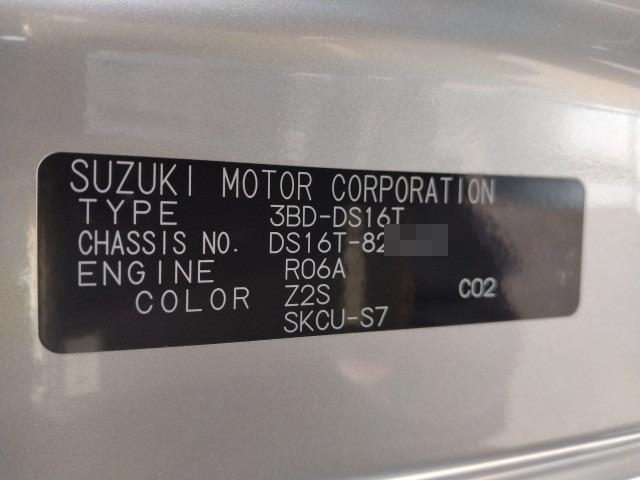 SUZUKI MOTOR CORPORATION
TYPE 3BD-DS16T
CHASSIS NO. DS16T-82
ENGINE R06A
COLOR Z2S C02
SKCU-S7